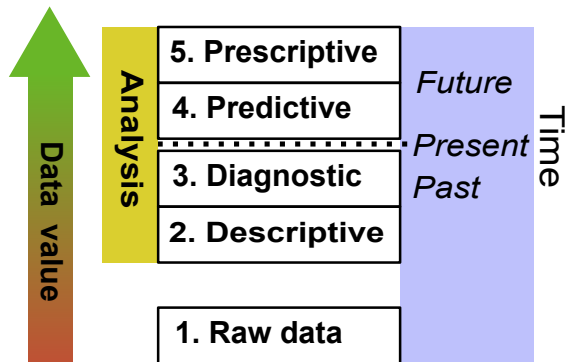 Data value
Analysis
5. Prescriptive
4. Predictive
3. Diagnostic
2. Descriptive
1. Raw data
Future
Present
Past
Time